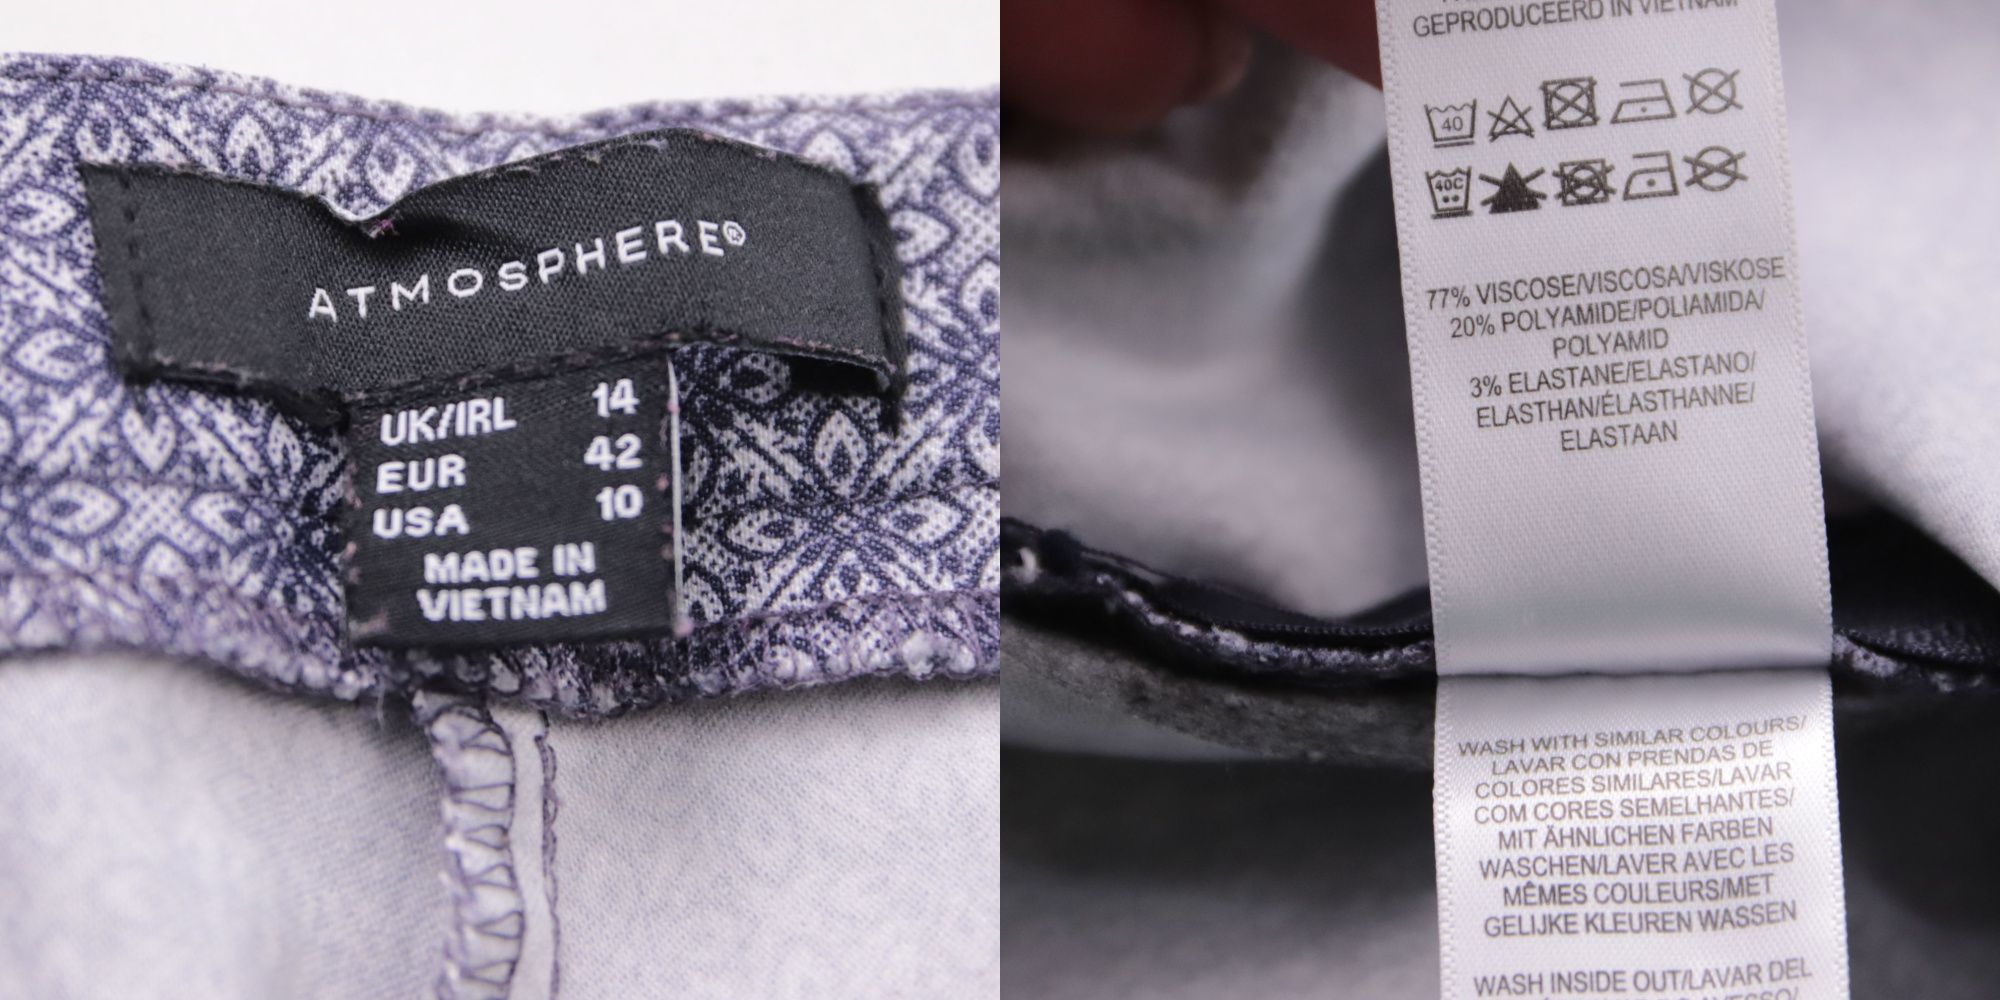 ATMOSPHERE®
UK/IRL 14
EUR 42
USA 10
MADE IN
VIETNAM
GEPRODUCEERD IN VIETNAM
40
40C
77% VISCOSE/VISCOSA/VISKOSE
20% POLYAMIDE/POLIAMIDA/
POLYAMID
3% ELASTANE/ELASTANO/
ELASTHAN/ÉLASTHANNE/
ELASTAAN
WASH WITH SIMILAR COLOURS/
LAVAR CON PRENDAS DE
COLORES SIMILARES/LAVAR
COM CORES SEMELHANTES/
MIT ÄHNLICHEN FARBEN
WASCHEN/LAVER AVEC LES
MÊMES COULEURS/MET
GELIJKE KLEUREN WASSEN
WASH INSIDE OUT/LAVAR DEL